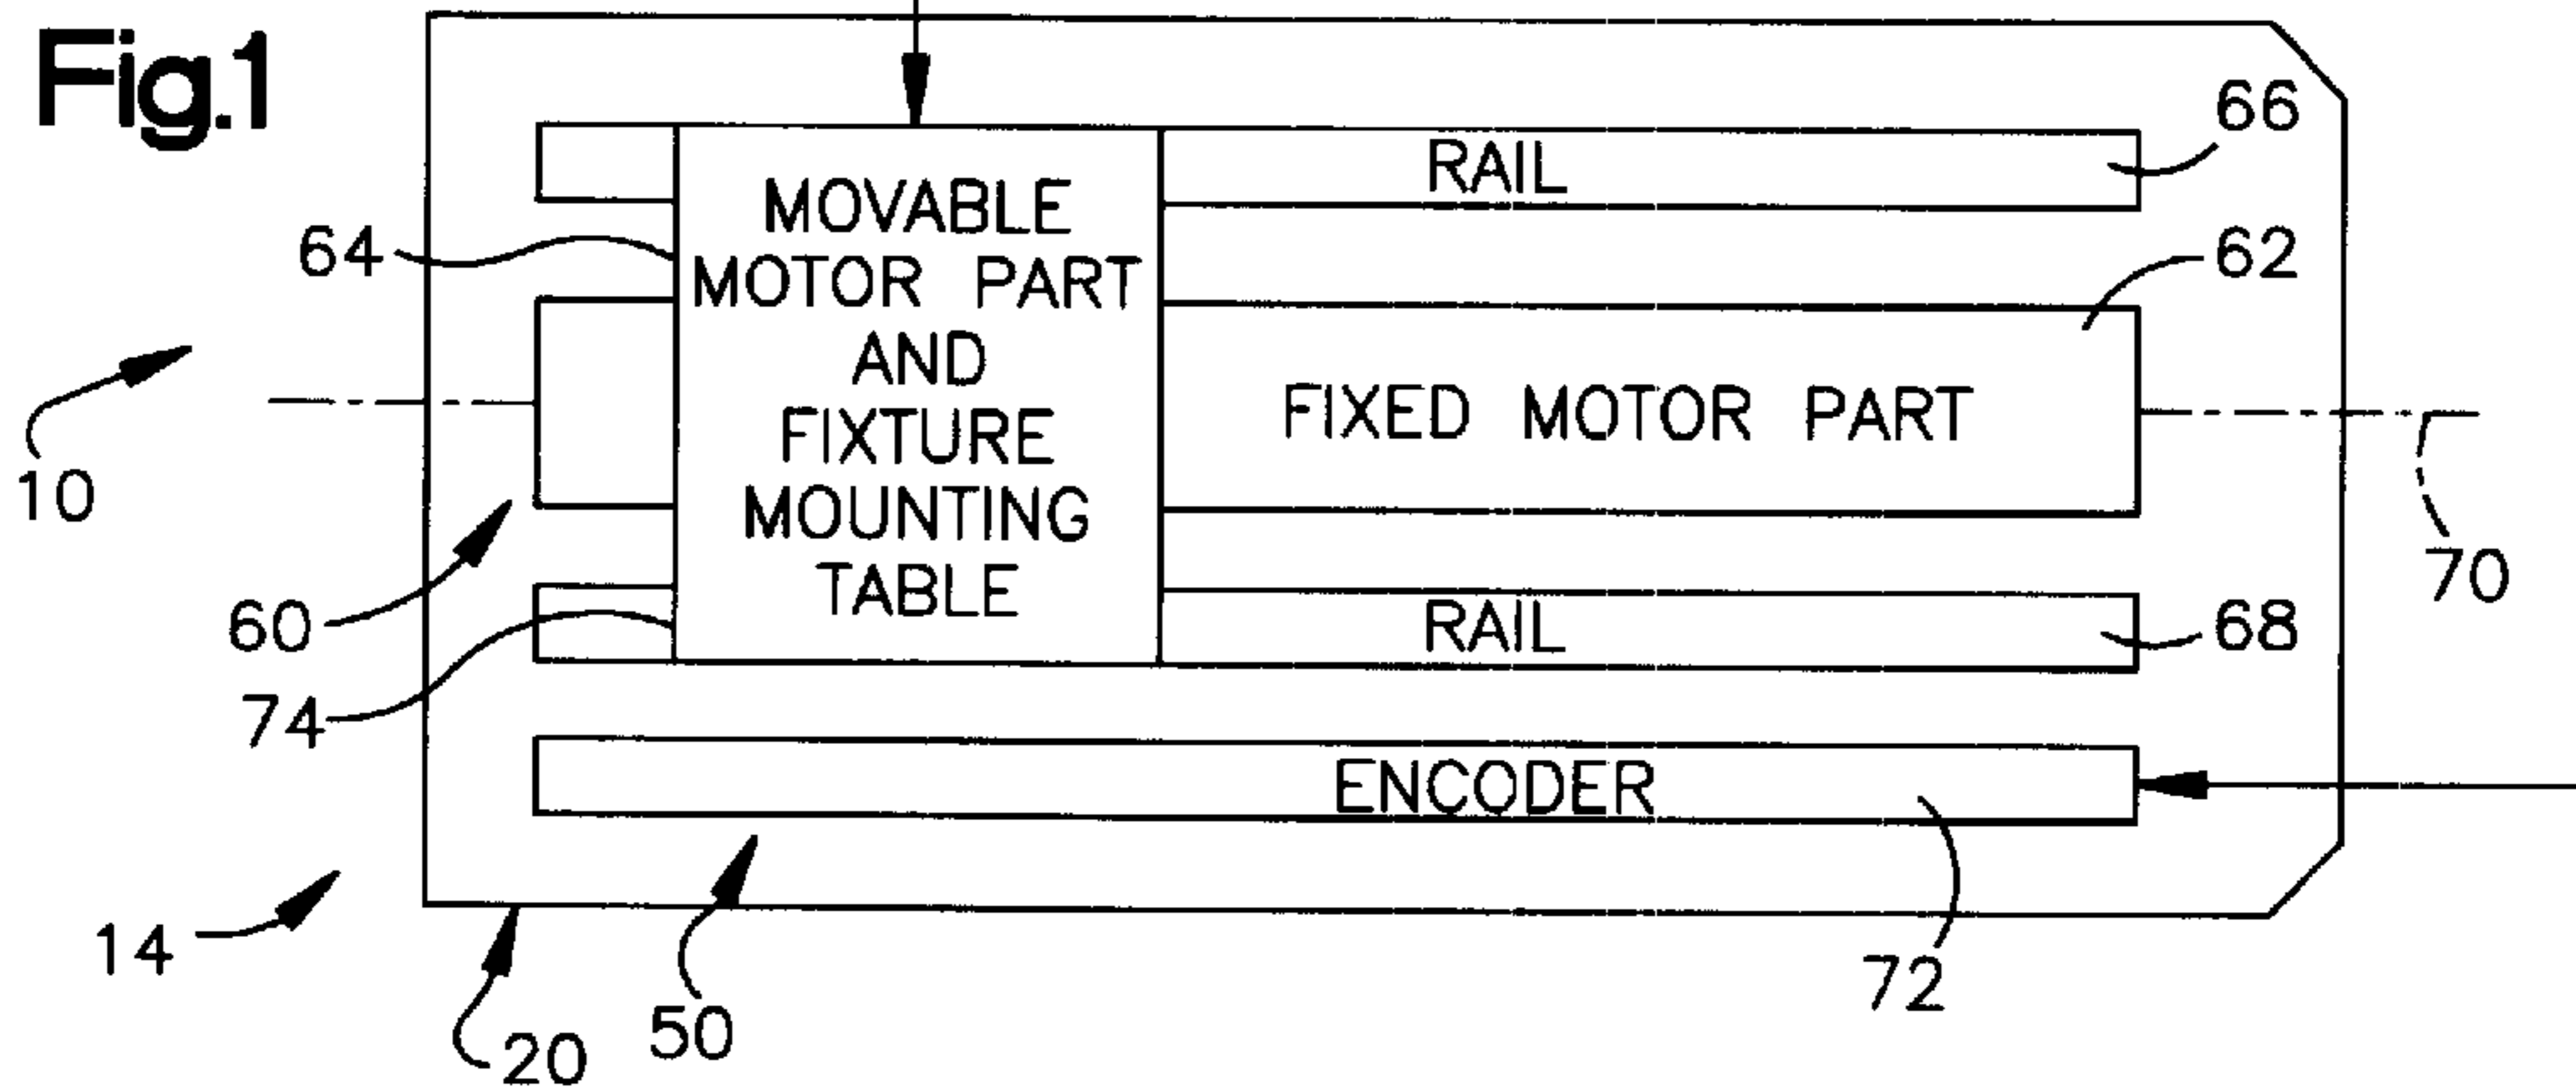 Fig.1
66
RAIL
MOVABLE
MOTOR PART
AND
FIXTURE
MOUNTING
TABLE
64
62
FIXED MOTOR PART
10
70
60
RAIL
68
74
ENCODER
14
72
50
20